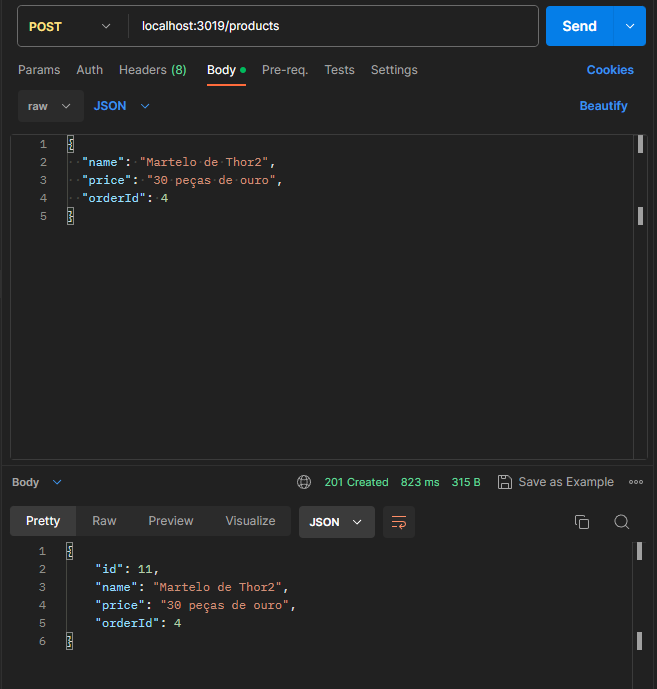 POST localhost:3019/products Send
Params Auth Headers (8) Body Pre-req. Tests Settings Cookies
raw JSON Beautify
1 {
2 "name": "Martelo de Thor2",
3 "price": "30 peças de ouro",
4 "orderId": 4
5 }
Body 201 Created 823 ms 315 B Save as Example
Pretty Raw Preview Visualize JSON
1 {
2 "id": 11,
3 "name": "Martelo de Thor2",
4 "price": "30 peças de ouro",
5 "orderId": 4
6 }